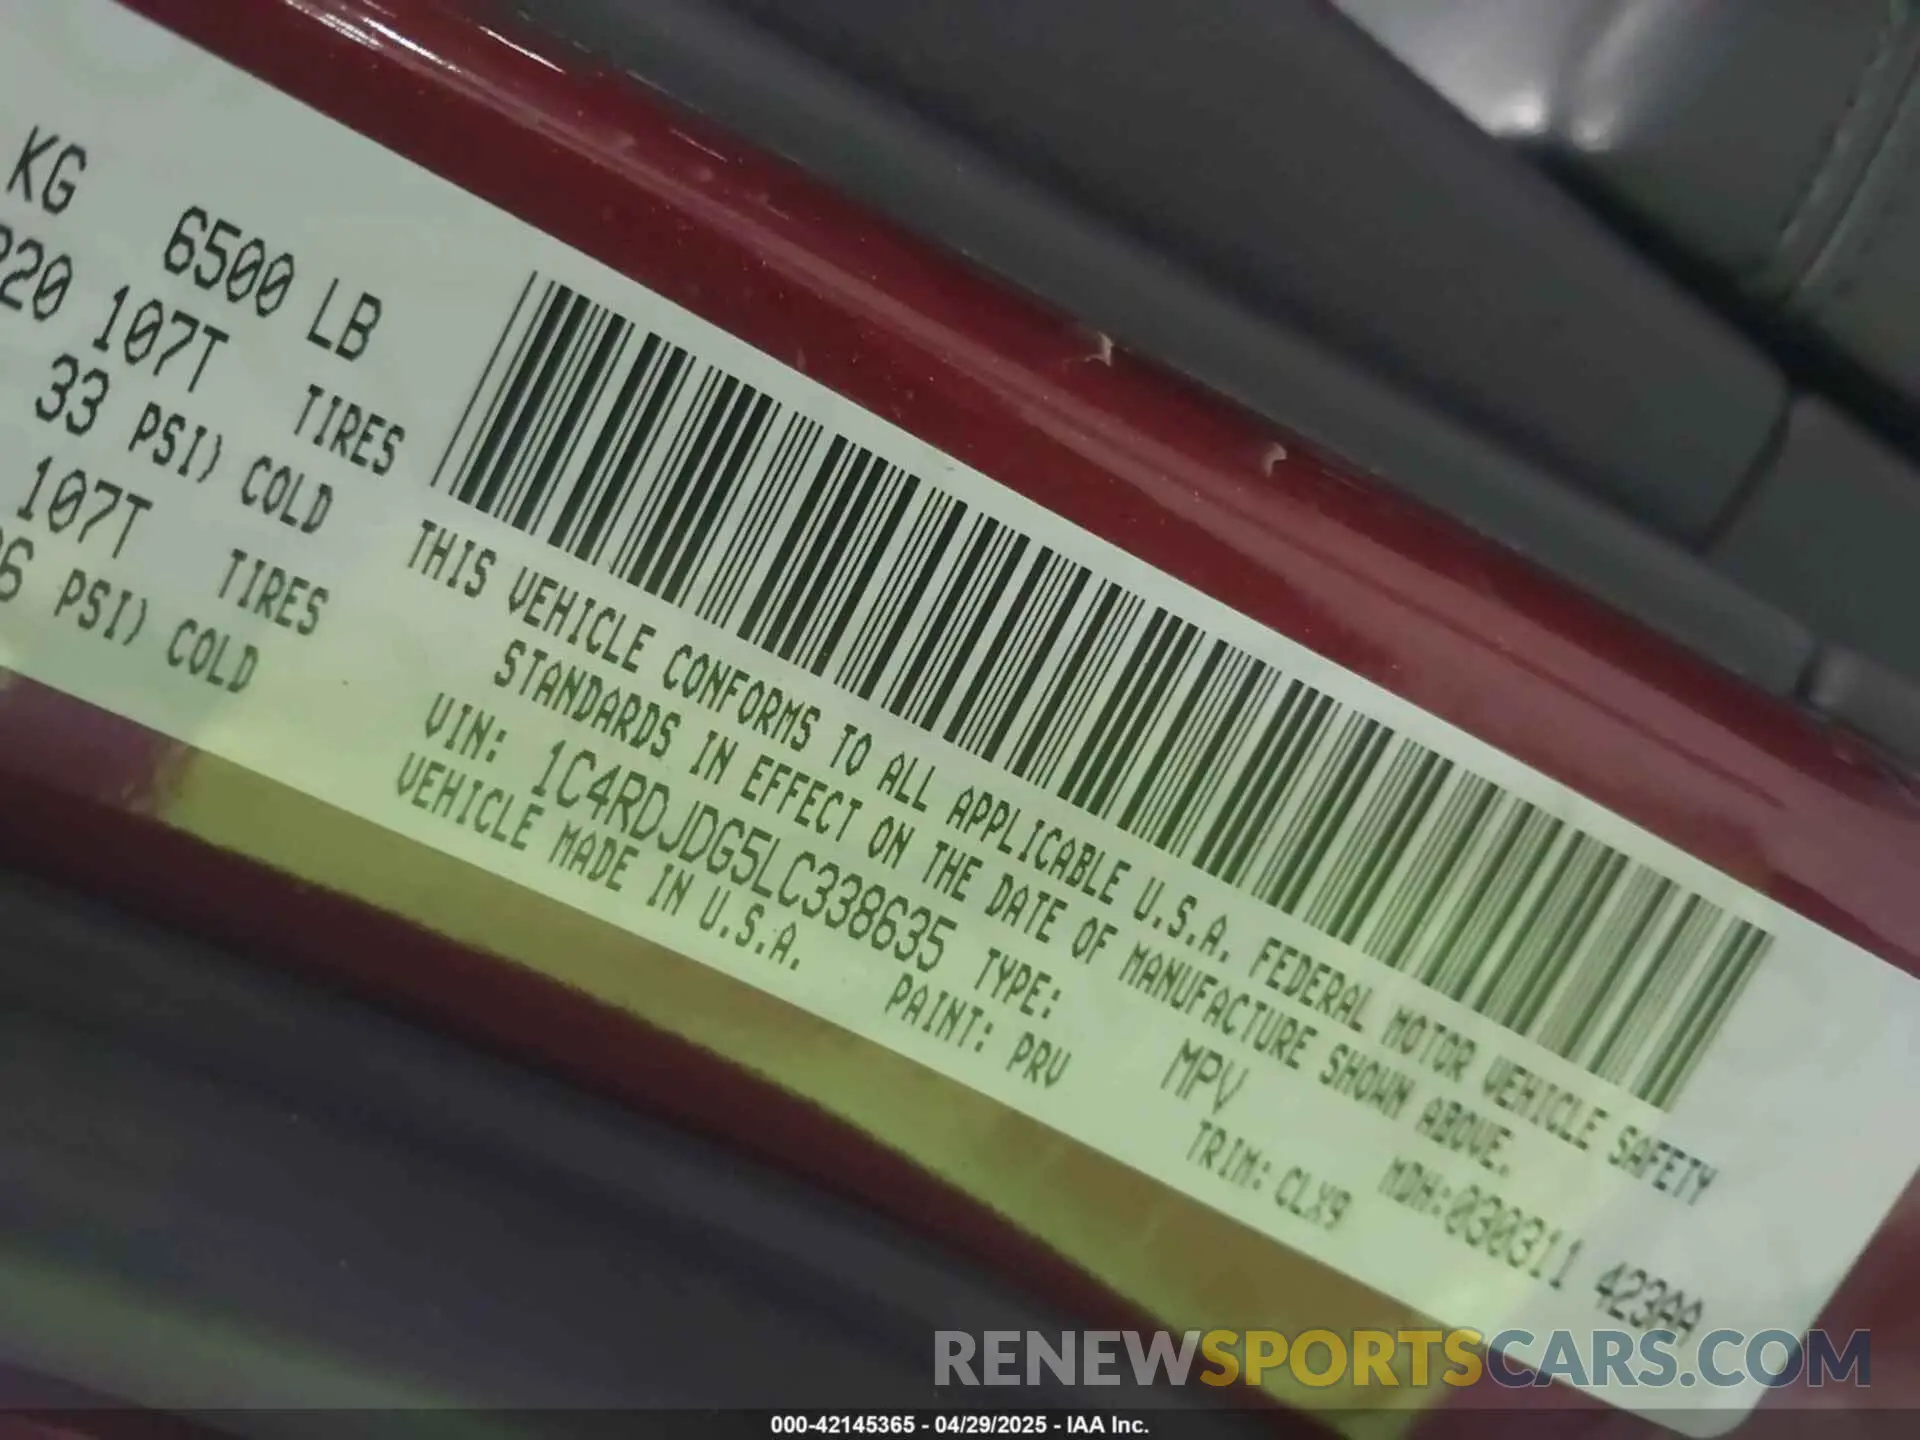 KG 6500 LB
20 107T TIRES
33 PSI) COLD
107T TIRES
6 PSI) COLD
THIS VEHICLE CONFORMS TO ALL APPLICABLE U.S.A. FEDERAL MOTOR VEHICLE SAFETY
STANDARDS IN EFFECT ON THE DATE OF MANUFACTURE SHOWN ABOVE.
VIN: 1C4RDJDG5LC338635 TYPE: MPV MDH:030311 423AA
VEHICLE MADE IN U.S.A. PAINT: PRV TRIM: CLX9
RENEWSPORTSCARS.COM
000-42145365 - 04/29/2025 - IAA Inc.